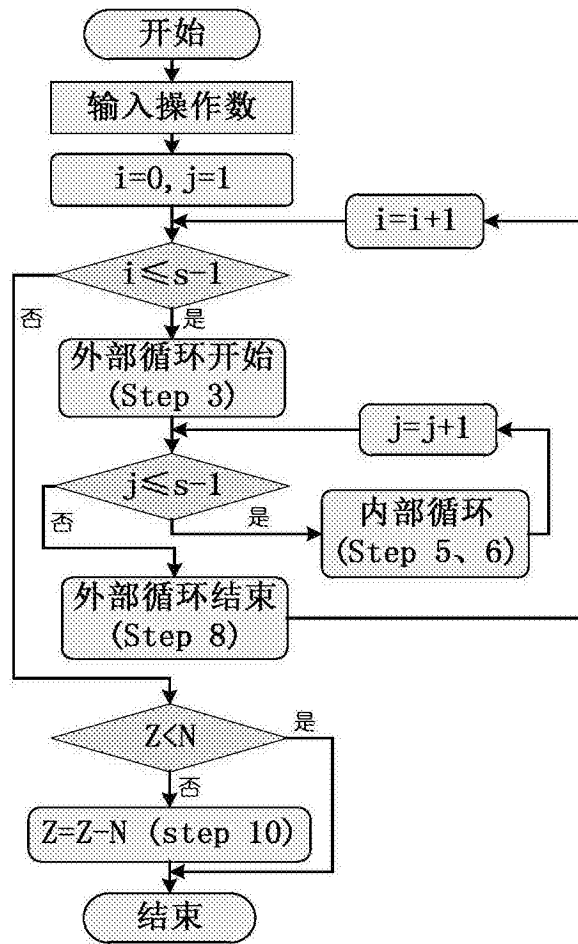 开始
输入操作数
i=0, j=1
i=i+1
i≤s-1
否
是
外部循环开始
(Step 3)
j=j+1
j≤s-1
否
是
内部循环
(Step 5、6)
外部循环结束
(Step 8)
Z<N
是
否
Z=Z-N (step 10)
结束